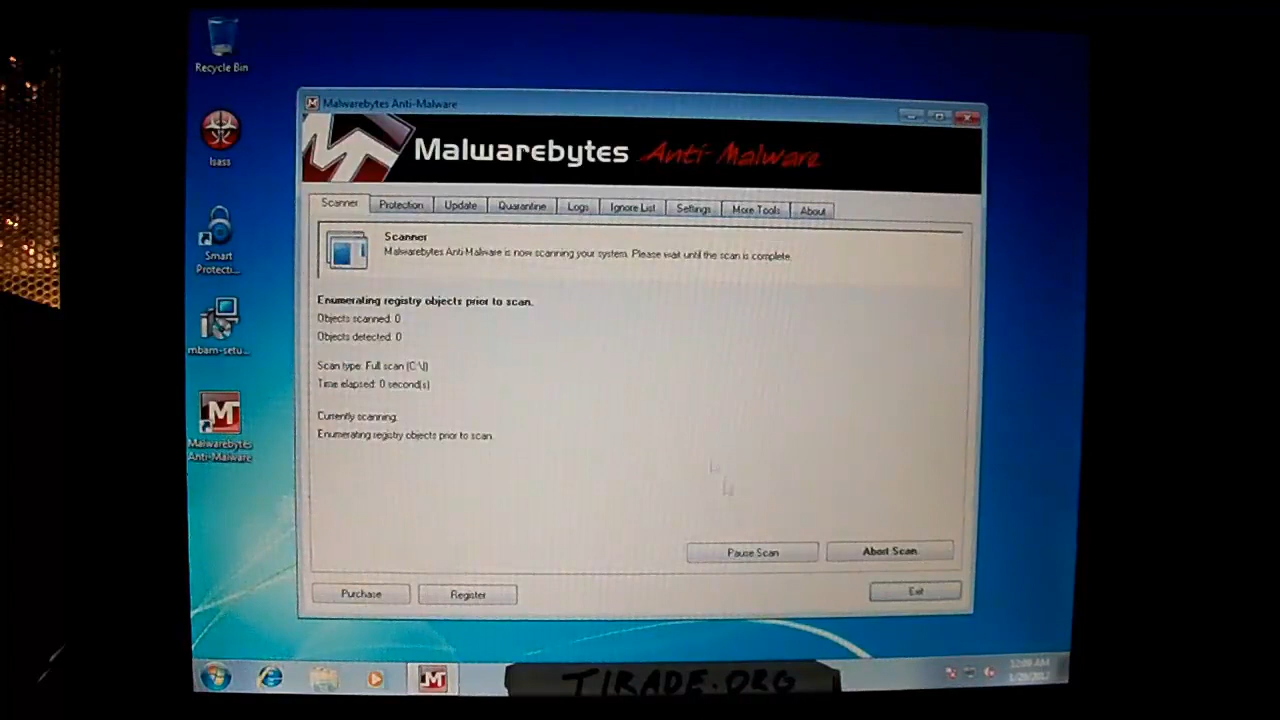 Recycle Bin
lsass
Smart
Protecti...
mbam-setu...
Malwarebytes
Anti-Malware
Malwarebytes Anti-Malware
Malwarebytes Anti-Malware
Scanner Protection Update Quarantine Logs Ignore List Settings More Tools About
Scanner
Malwarebytes Anti-Malware is now scanning your system. Please wait until the scan is complete.
Enumerating registry objects prior to scan.
Objects scanned: 0
Objects detected: 0
Scan type: Full scan (C:\|)
Time elapsed: 0 second(s)
Currently scanning:
Enumerating registry objects prior to scan
Pause Scan Abort Scan
Purchase Register Exit
TIRADE.ORG